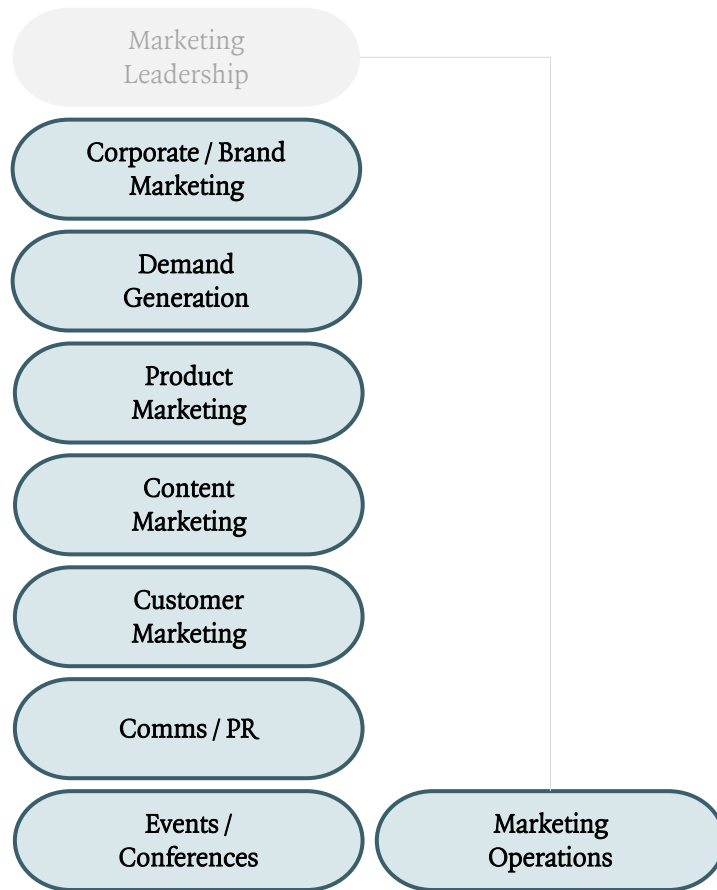 Marketing
Leadership
Corporate / Brand
Marketing
Demand
Generation
Product
Marketing
Content
Marketing
Customer
Marketing
Comms / PR
Events /
Conferences
Marketing
Operations